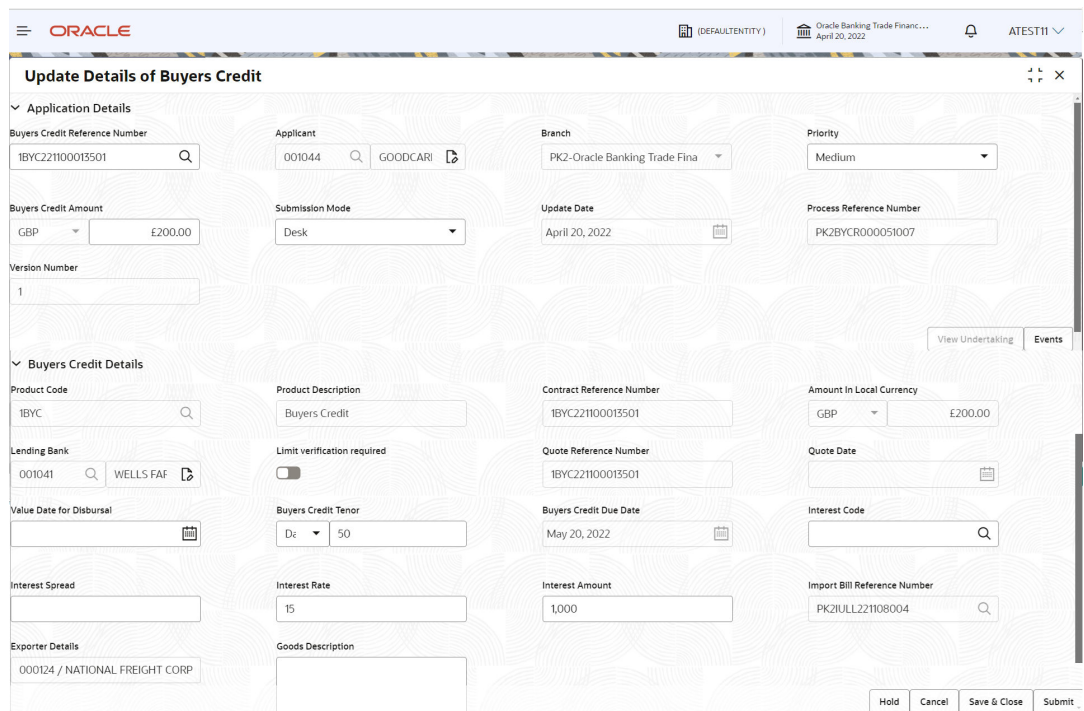 ORACLE
(DEFAULTENTITY)
Oracle Banking Trade Financ...
April 20, 2022
ATEST11
Update Details of Buyers Credit
Application Details
Buyers Credit Reference Number Applicant Branch Priority
1BYC221100013501 001044 GOODCARI PK2-Oracle Banking Trade Fina Medium
Buyers Credit Amount Submission Mode Update Date Process Reference Number
GBP £200.00 Desk April 20, 2022 PK2BYCR000051007
Version Number
1
View Undertaking Events
Buyers Credit Details
Product Code Product Description Contract Reference Number Amount In Local Currency
1BYC Buyers Credit 1BYC221100013501 GBP £200.00
Lending Bank Limit verification required Quote Reference Number Quote Date
001041 WELLS FAF 1BYC221100013501
Value Date for Disbursal Buyers Credit Tenor Buyers Credit Due Date Interest Code
Da 50 May 20, 2022
Interest Spread Interest Rate Interest Amount Import Bill Reference Number
15 1,000 PK2IULL221108004
Exporter Details Goods Description
000124 / NATIONAL FREIGHT CORP
Hold Cancel Save & Close Submit